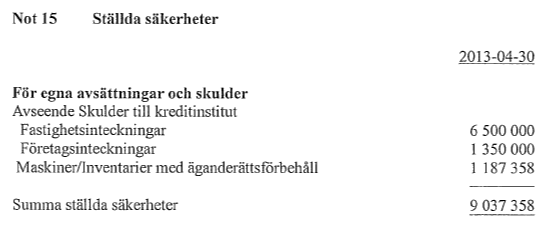 Not 15 Ställda säkerheter
2013-04-30
För egna avsättningar och skulder
Avseende Skulder till kreditinstitut
Fastighetsinteckningar 6 500 000
Företagsinteckningar 1 350 000
Maskiner/Inventarier med äganderättsförbehåll 1 187 358
Summa ställda säkerheter 9 037 358